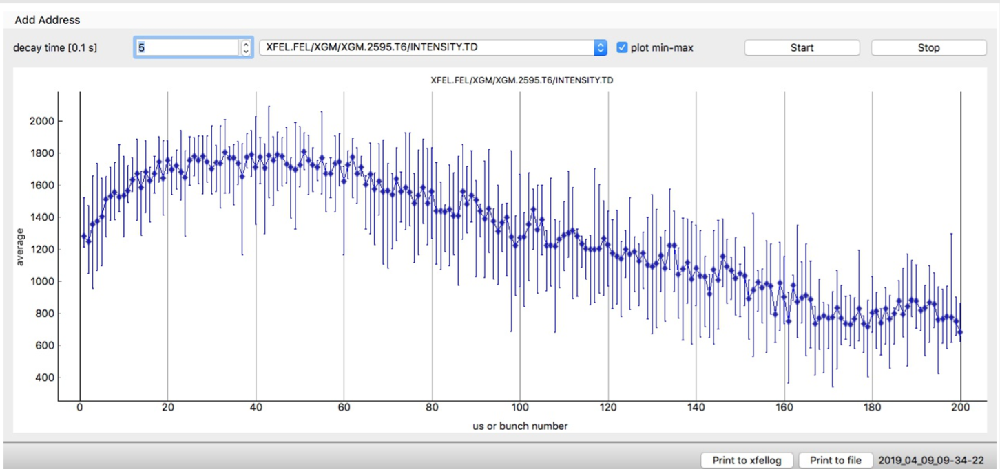 Add Address
decay time [0.1 s] 5 XFEL.FEL/XGM/XGM.2595.T6/INTENSITY.TD plot min-max Start Stop
XFEL.FEL/XGM/XGM.2595.T6/INTENSITY.TD
average
2000
1800
1600
1400
1200
1000
800
600
400
0 20 40 60 80 100 120 140 160 180 200
us or bunch number
Print to xfellog Print to file 2019_04_09_09-34-22